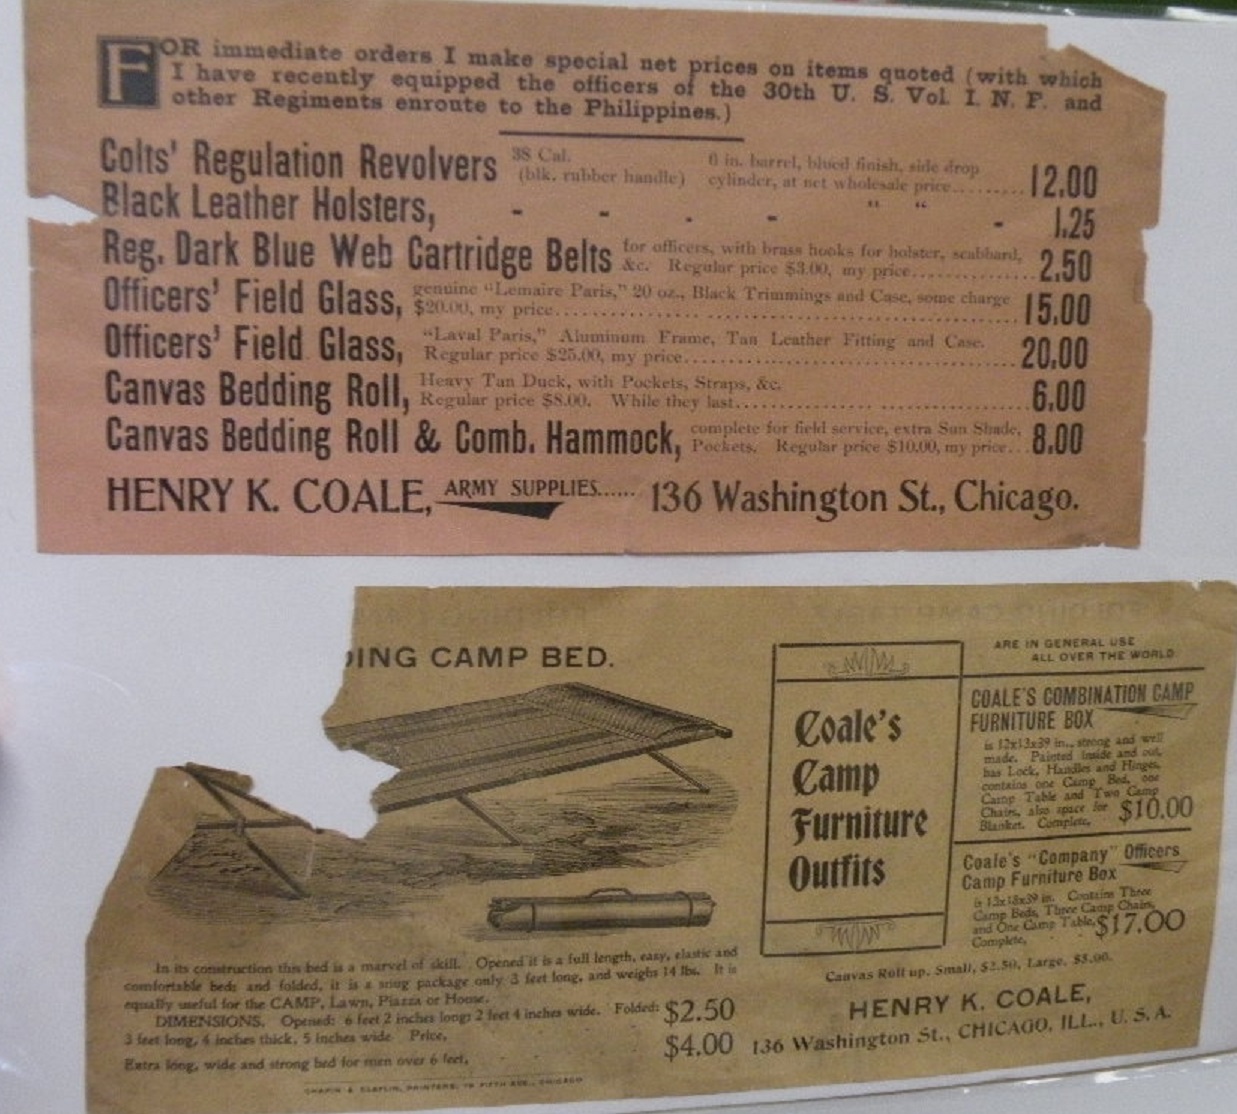 FOR immediate orders I make special net prices on items quoted (with which
I have recently equipped the officers of the 30th U. S. Vol. I. N. F. and
other Regiments enroute to the Philippines.)
Colts' Regulation Revolvers 38 Cal. (blk. rubber handle) 6 in. barrel, blued finish, side drop cylinder, at net wholesale price......... 12.00
Black Leather Holsters, - - - - " " - 1.25
Reg. Dark Blue Web Cartridge Belts for officers, with brass hooks for holster, scabbard, &c. Regular price $3.00, my price............... 2.50
Officers' Field Glass, genuine "Lemaire Paris," 20 oz., Black Trimmings and Case, some charge $20.00, my price............... 15.00
Officers' Field Glass, "Laval Paris," Aluminum Frame, Tan Leather Fitting and Case. Regular price $25.00, my price............... 20.00
Canvas Bedding Roll, Heavy Tan Duck, with Pockets, Straps, &c. Regular price $8.00. While they last............... 6.00
Canvas Bedding Roll & Comb. Hammock, complete for field service, extra Sun Shade, Pockets. Regular price $10.00, my price... 8.00
HENRY K. COALE, ARMY SUPPLIES...... 136 Washington St., Chicago.
DING CAMP BED.
In its construction this bed is a marvel of skill. Opened it is a full length, easy, elastic and
comfortable beds and folded, it is a snug package only 3 feet long, and weighs 14 lbs. It is
equally useful for the CAMP, Lawn, Piazza or House.
DIMENSIONS. Opened: 6 feet 2 inches long; 2 feet 4 inches wide. Folded:
3 feet long, 4 inches thick, 5 inches wide Price, $2.50
Extra long, wide and strong bed for men over 6 feet, - - - $4.00
CHAPIN & CLAFLIN, PRINTERS, 79 FIFTH AVE., CHICAGO
Coale's
Camp
Furniture
Outfits
ARE IN GENERAL USE
ALL OVER THE WORLD
COALE'S COMBINATION CAMP
FURNITURE BOX
is 12x13x39 in., strong and well
made. Painted inside and out,
has Lock, Handles and Hinges,
contains one Camp Bed, one
Camp Table and Two Camp
Chairs, also space for
Blanket. Complete, $10.00
Coale's "Company" Officers
Camp Furniture Box
is 13x18x39 in. Contains Three
Camp Beds, Three Camp Chairs,
and One Camp Table,
Complete, $17.00
Canvas Roll up. Small, $2.50, Large, $3.00.
HENRY K. COALE,
136 Washington St., CHICAGO, ILL., U. S. A.